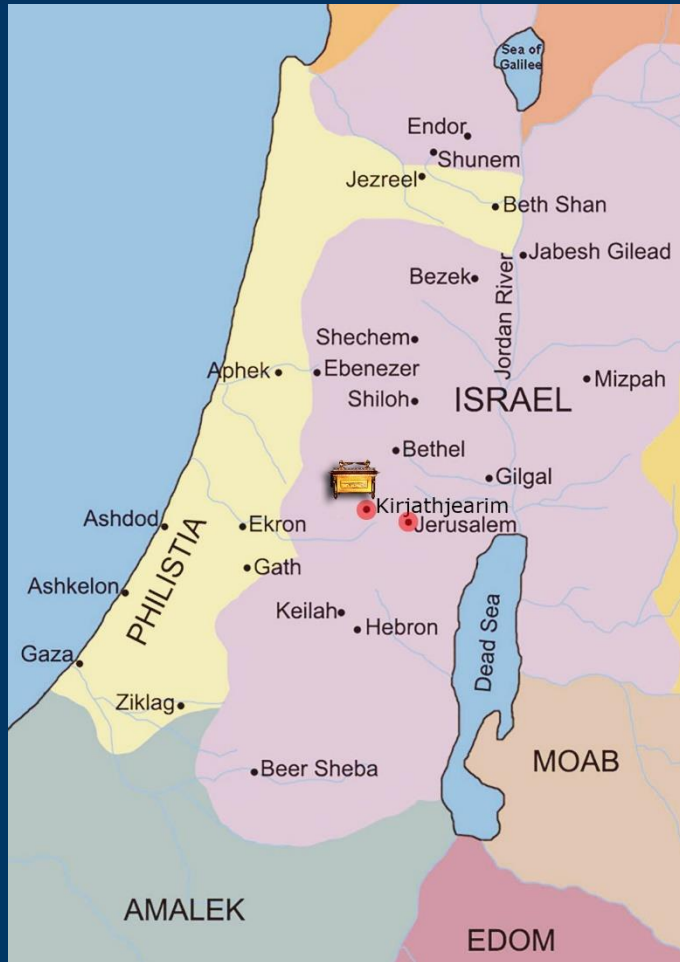 Sea of
Galilee
Endor
Shunem
Jezreel
Beth Shan
Jabesh Gilead
Bezek
Jordan River
Shechem
Aphek
Ebenezer
Mizpah
Shiloh
ISRAEL
Bethel
Gilgal
Kirjathjearim
Jerusalem
Ashdod
Ekron
PHILISTIA
Gath
Ashkelon
Keilah
Hebron
Dead Sea
Gaza
Ziklag
MOAB
Beer Sheba
AMALEK
EDOM